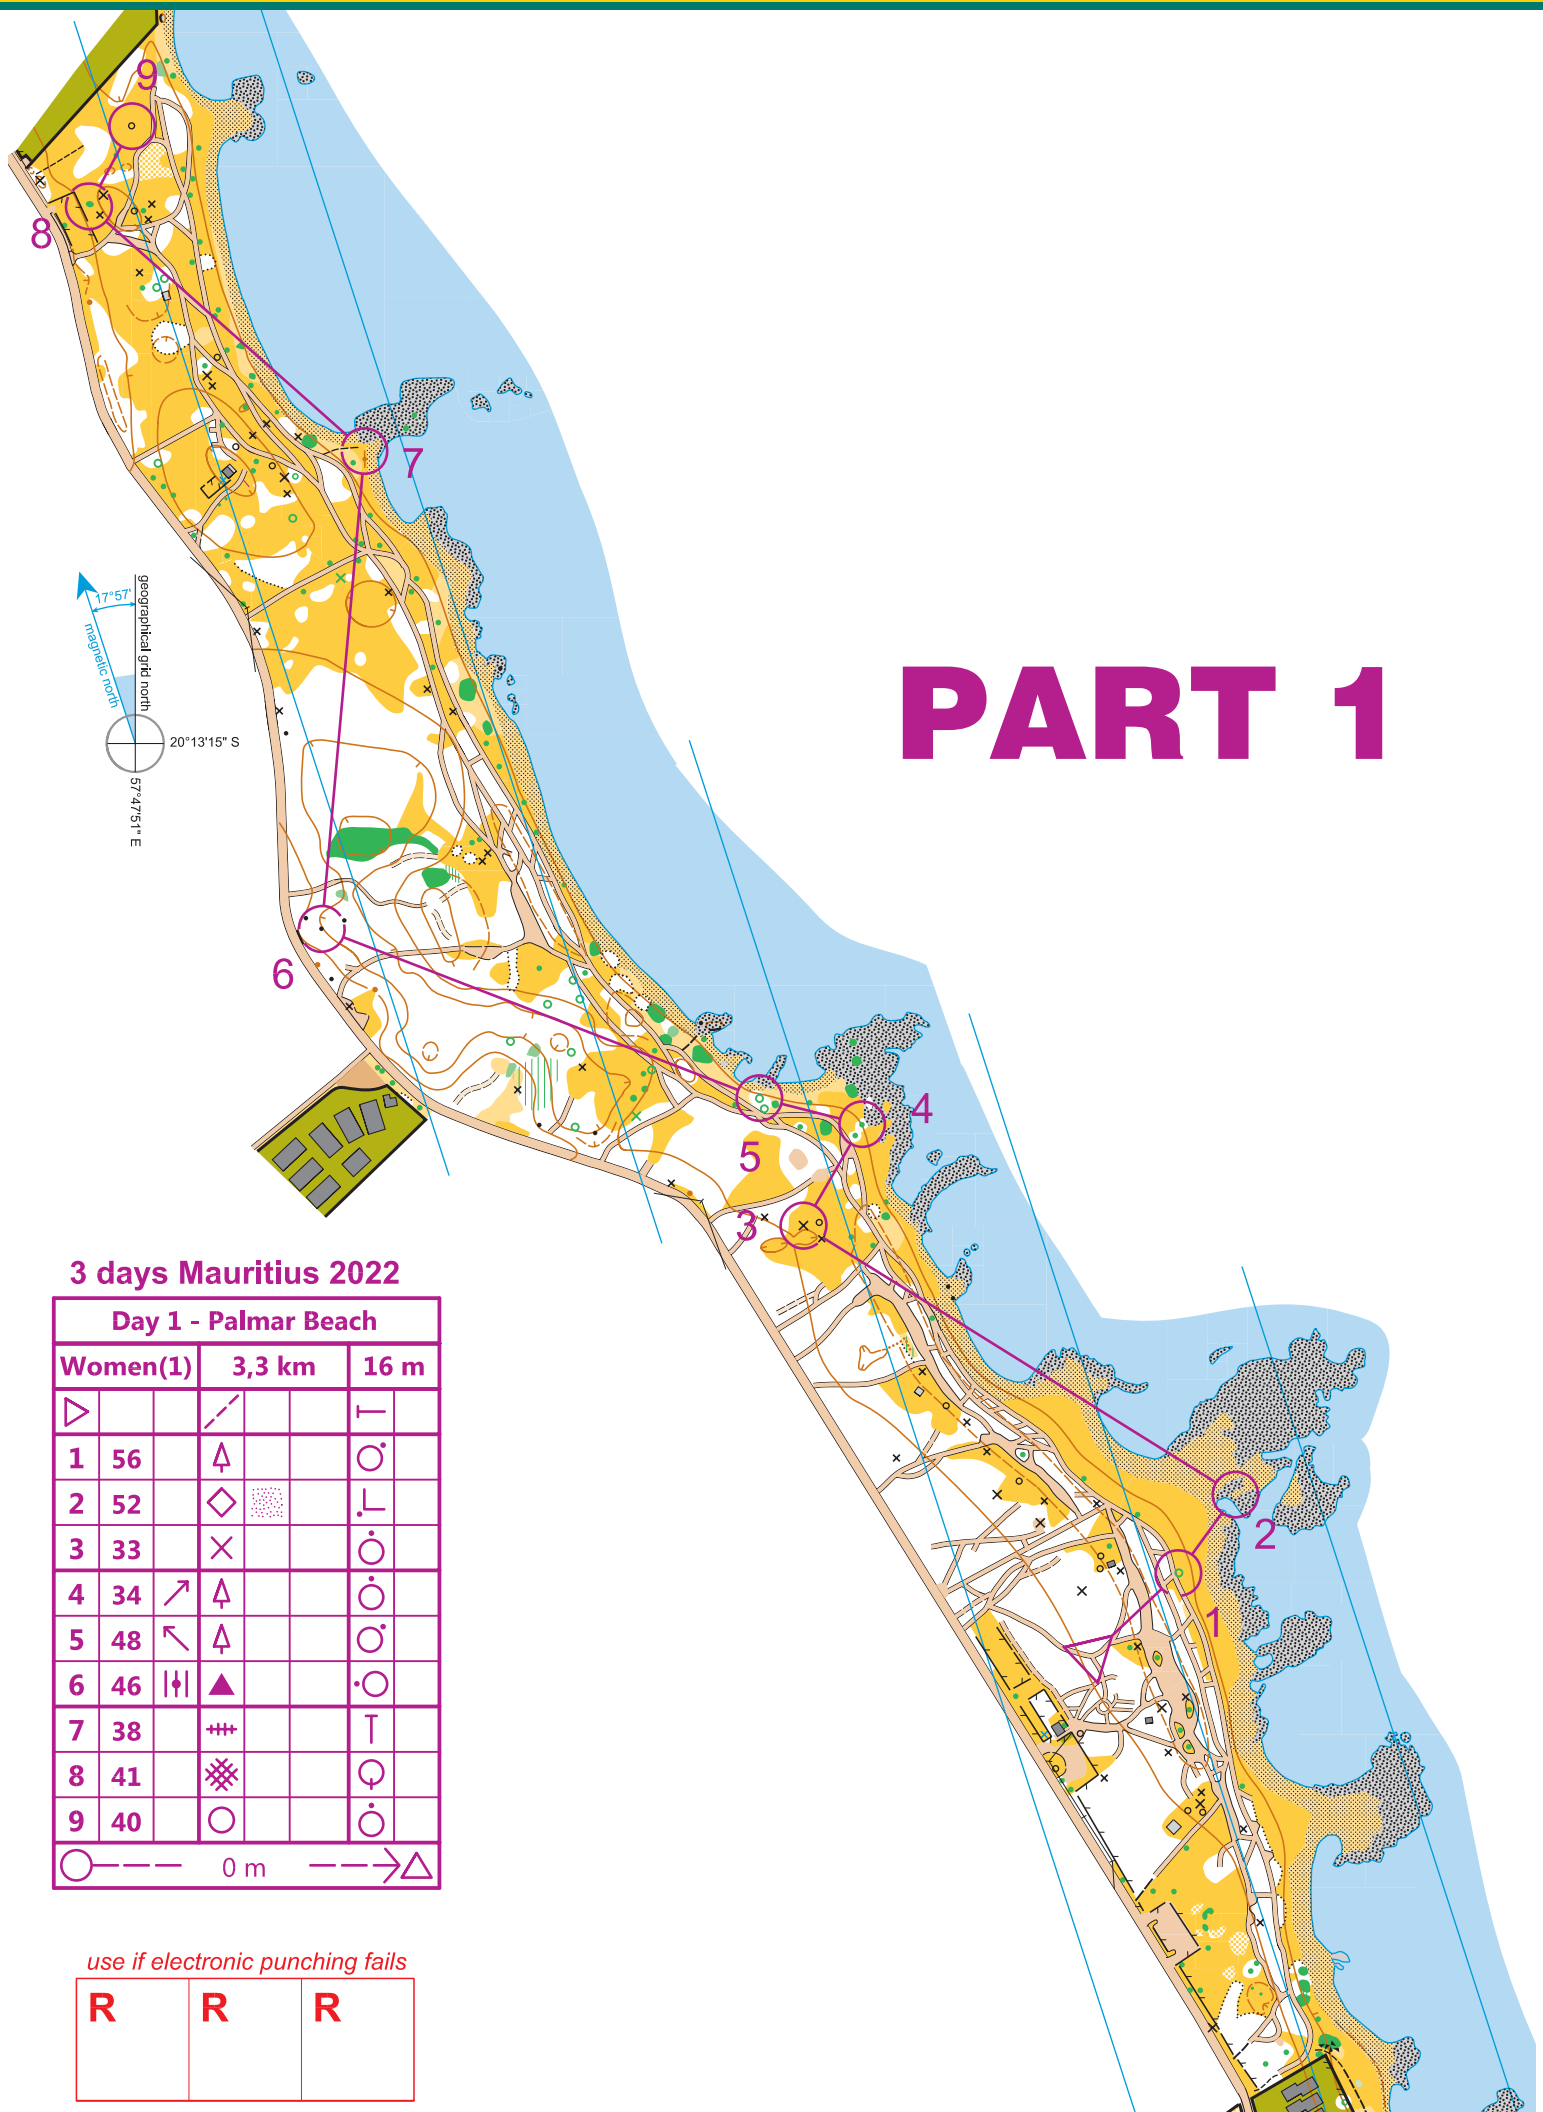 9
8
7
17°57'
geographical grid north
magnetic north
20°13'15" S
57°47'51" E
PART 1
6
5
4
3
2
1
3 days Mauritius 2022
Day 1 - Palmar Beach
Women(1) 3,3 km 16 m
1 56
2 52
3 33
4 34
5 48
6 46
7 38
8 41
9 40
0 m
use if electronic punching fails
R R R